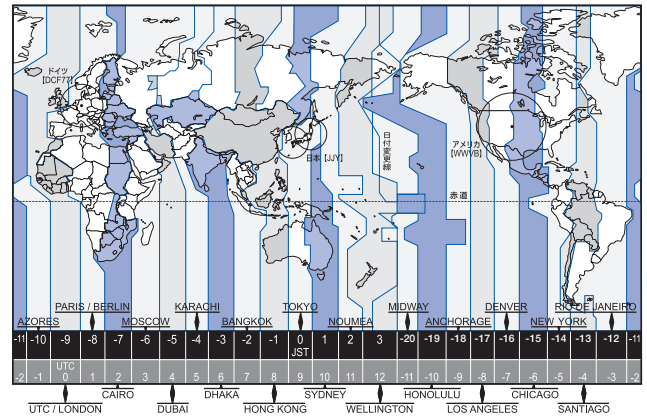 ドイツ
【DCF77】
日本【JJY】
日付変更線
アメリカ
【WWVB】
赤道
PARIS / BERLIN KARACHI TOKYO MIDWAY DENVER RIO DE JANEIRO
AZORES MOSCOW BANGKOK NOUMEA ANCHORAGE NEW YORK
-11 -10 -9 -8 -7 -6 -5 -4 -3 -2 -1 0 1 2 3 -20 -19 -18 -17 -16 -15 -14 -13 -12 -11
JST
UTC
-2 -1 0 1 2 3 4 5 6 7 8 9 10 11 12 -11 -10 -9 -8 -7 -6 -5 -4 -3 -2
CAIRO DHAKA SYDNEY HONOLULU CHICAGO
UTC / LONDON DUBAI HONG KONG WELLINGTON LOS ANGELES SANTIAGO